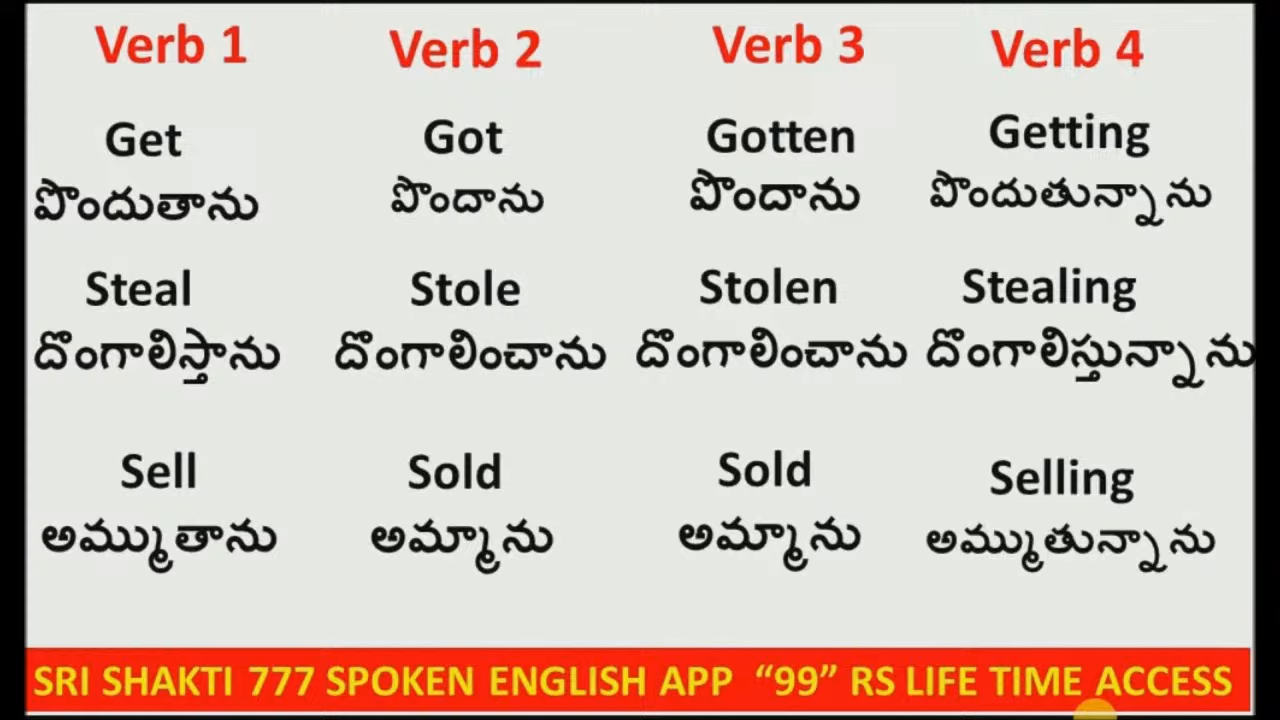 Verb 1 Verb 2 Verb 3 Verb 4
Get Got Gotten Getting
పొందుతాను పొందాను పొందాను పొందుతున్నాను
Steal Stole Stolen Stealing
దొంగాలిస్తాను దొంగాలించాను దొంగాలించాను దొంగాలిస్తున్నాను
Sell Sold Sold Selling
అమ్ముతాను అమ్మాను అమ్మాను అమ్ముతున్నాను
SRI SHAKTI 777 SPOKEN ENGLISH APP “99” RS LIFE TIME ACCESS